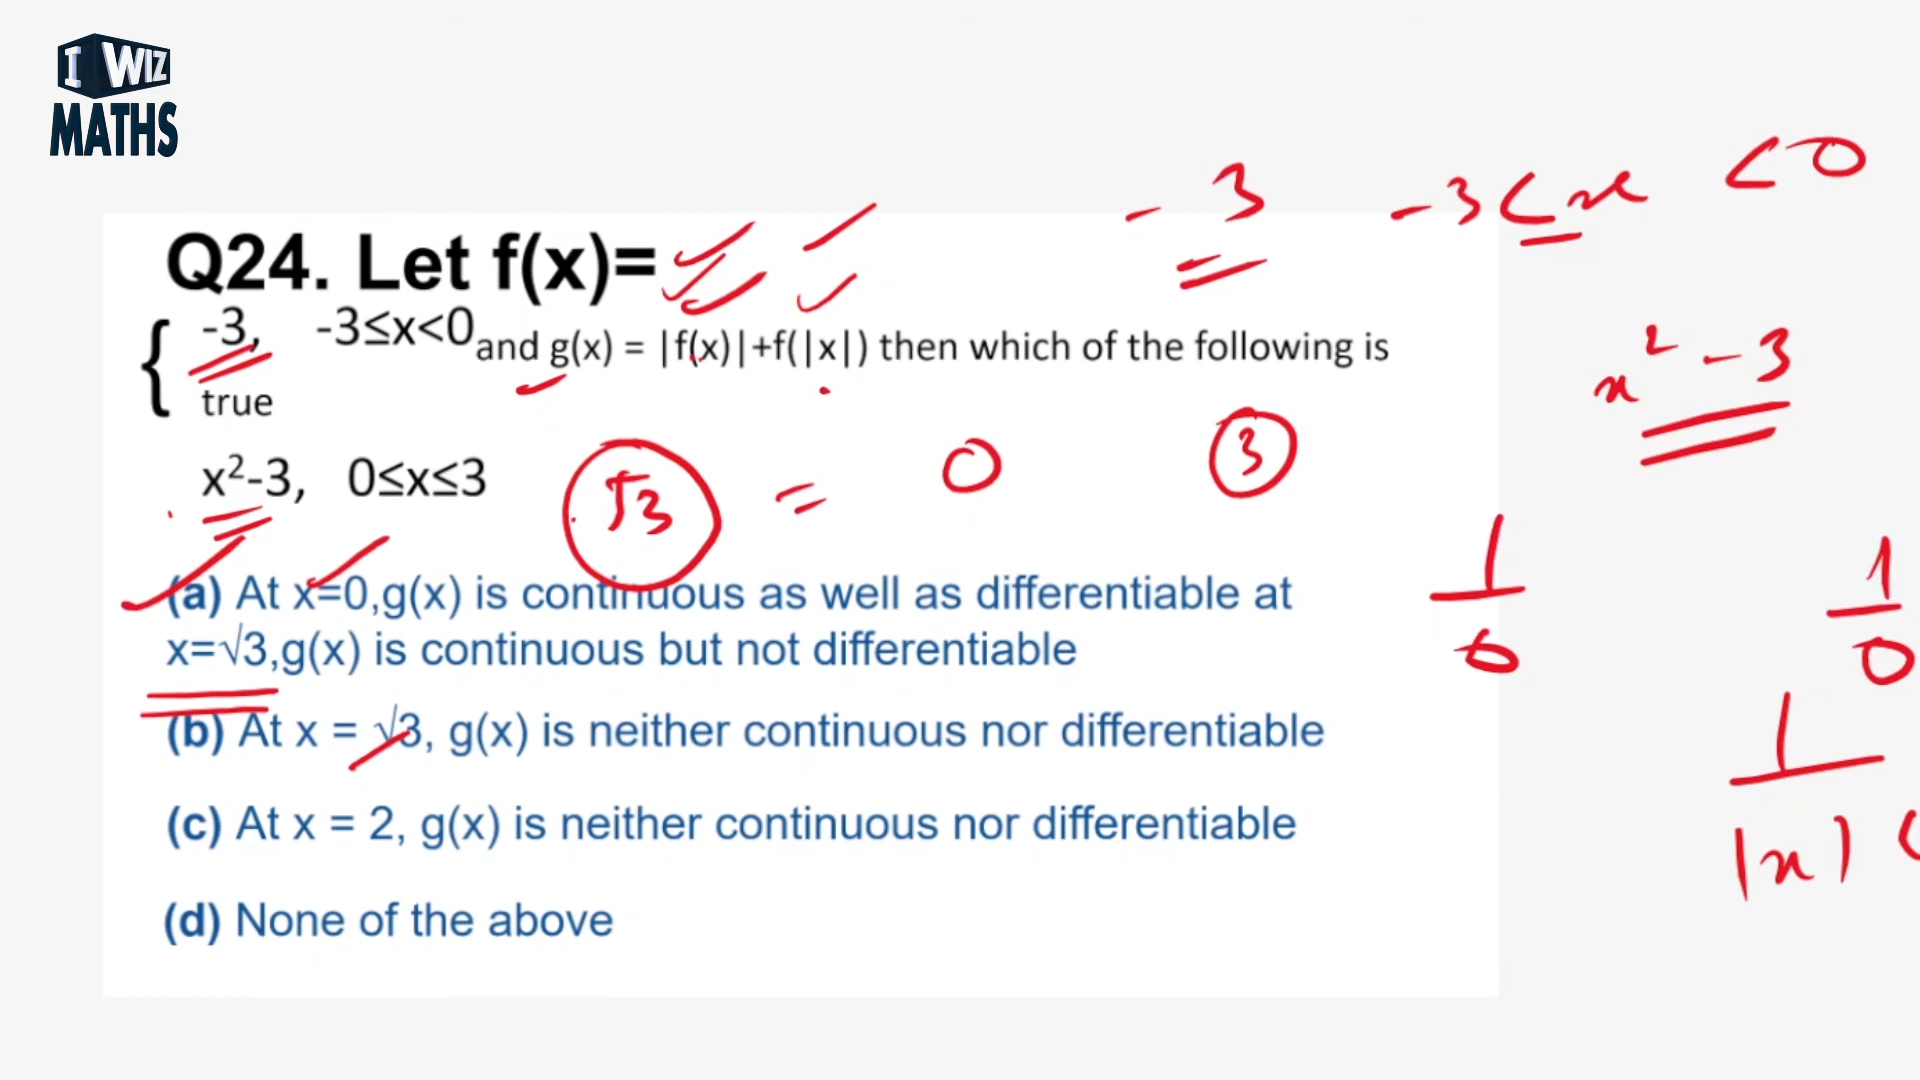 I WIZ
MATHS
- 3 -3 < x < 0
Q24. Let f(x)=
{ -3, -3≤x<0 and g(x) = |f(x)|+f(|x|) then which of the following is
true
x² - 3
x²-3, 0≤x≤3
√3 = 0 3
(a) At x=0,g(x) is continuous as well as differentiable at
x=√3,g(x) is continuous but not differentiable
1/0
(b) At x = √3, g(x) is neither continuous nor differentiable
(c) At x = 2, g(x) is neither continuous nor differentiable
|x|
(d) None of the above